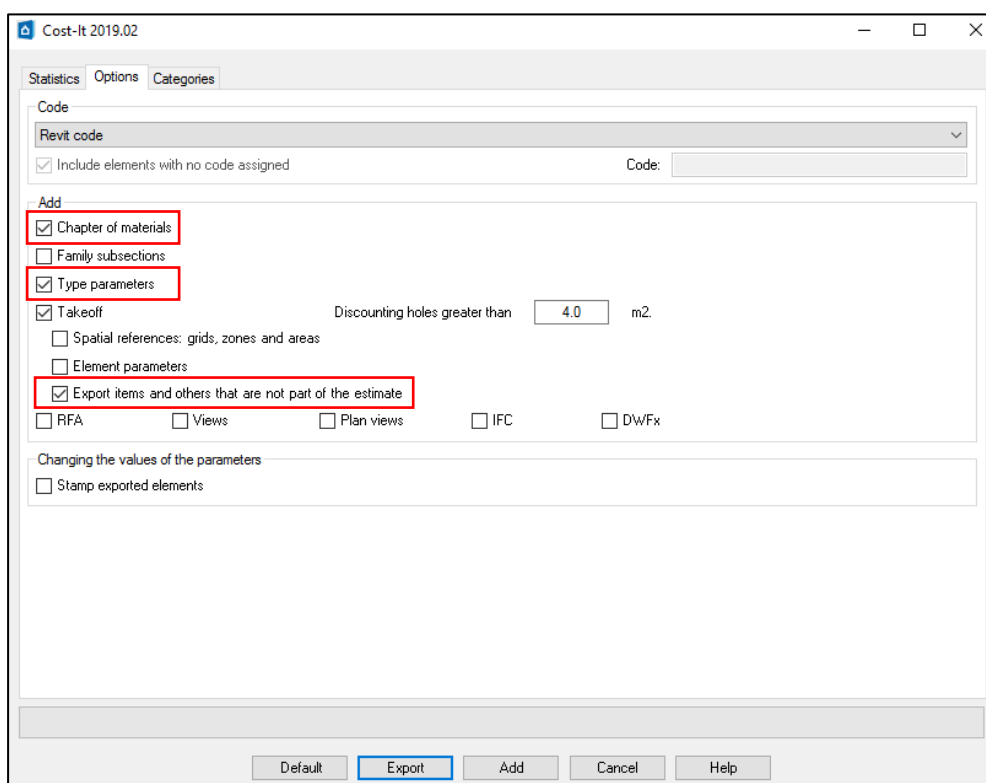 Cost-It 2019.02
Statistics Options Categories
Code
Revit code
Include elements with no code assigned Code:
Add
Chapter of materials
Family subsections
Type parameters
Takeoff Discounting holes greater than 4.0 m2.
Spatial references: grids, zones and areas
Element parameters
Export items and others that are not part of the estimate
RFA Views Plan views IFC DWFx
Changing the values of the parameters
Stamp exported elements
Default Export Add Cancel Help